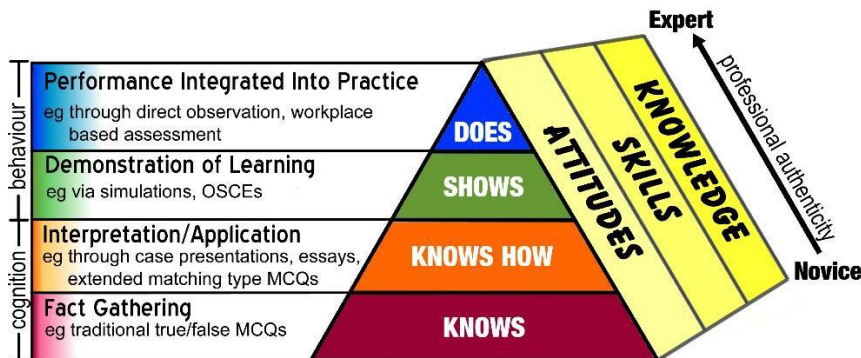 Expert
Performance Integrated Into Practice
eg through direct observation, workplace
based assessment
DOES
Demonstration of Learning
eg via simulations, OSCEs
SHOWS
Interpretation/Application
eg through case presentations, essays,
extended matching type MCQs
KNOWS HOW
Fact Gathering
eg traditional true/false MCQs
KNOWS
behaviour
cognition
ATTITUDES
SKILLS
KNOWLEDGE
professional authenticity
Novice